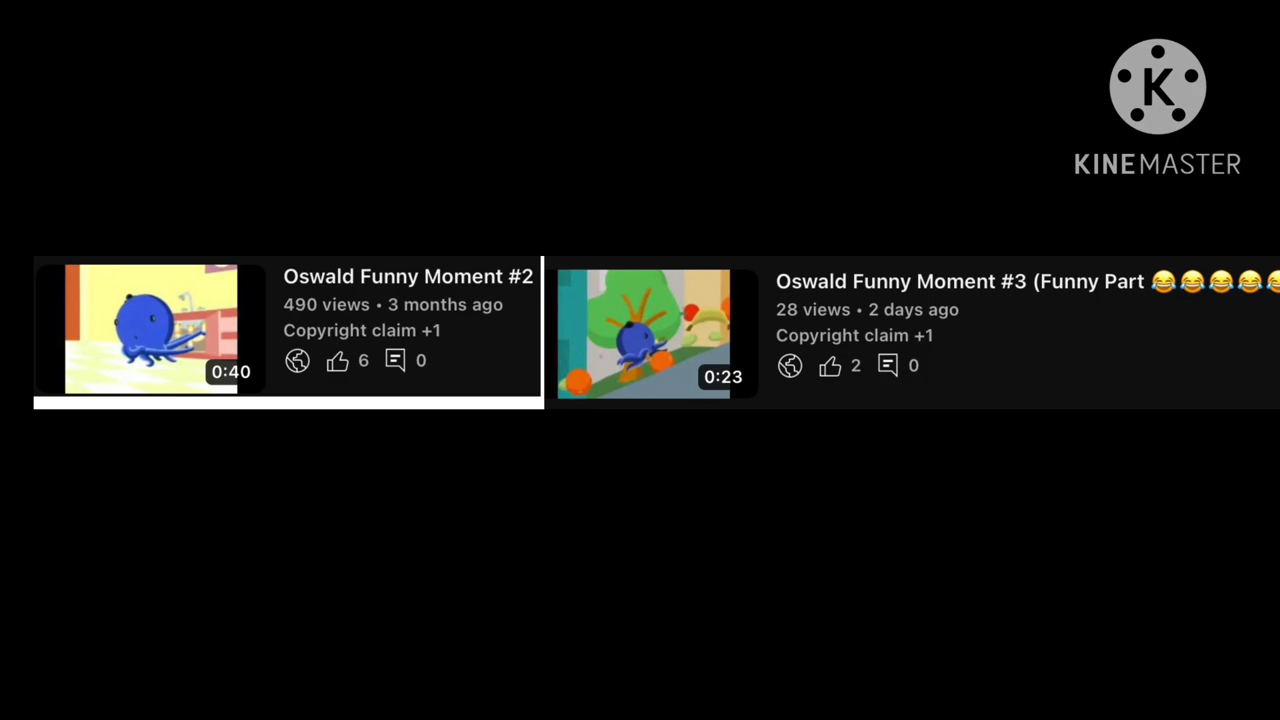 K
KINEMASTER
Oswald Funny Moment #2
490 views • 3 months ago
Copyright claim +1
6 0
0:40
Oswald Funny Moment #3 (Funny Part 😂😂😂😂😂
28 views • 2 days ago
Copyright claim +1
2 0
0:23